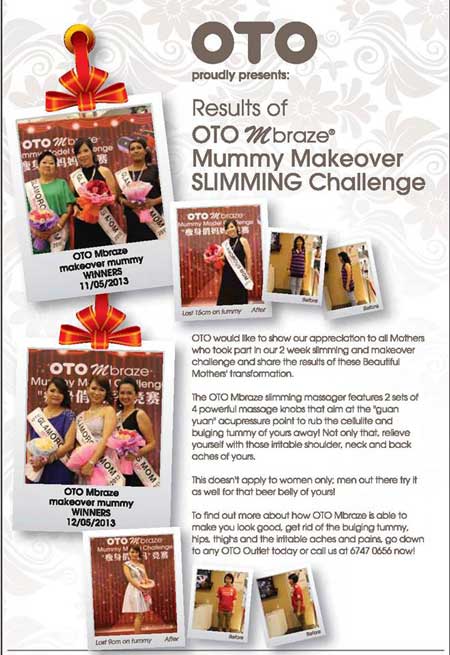 OTO
proudly presents:
Results of
OTO Mbraze®
Mummy Makeover
SLIMMING Challenge
OTO Mbraze
makeover mummy
WINNERS
11/05/2013
Lost 15cm on tummy
After
Before
Before
OTO would like to show our appreciation to all Mothers
who took part in our 2 week slimming and makeover
challenge and share the results of these Beautiful
Mothers' transformation.
The OTO Mbraze slimming massager features 2 sets of
4 powerful massage knobs that aim at the "guan
yuan" acupressure point to rub the cellulite and
bulging tummy of yours away! Not only that, relieve
yourself with those irritable shoulder, neck and back
aches of yours.
This doesn't apply to women only; men out there try it
as well for that beer belly of yours!
To find out more about how OTO Mbraze is able to
make you look good, get rid of the bulging tummy,
hips, thighs and the irritable aches and pains, go down
to any OTO Outlet today or call us at 6747 0656 now!
OTO Mbraze
makeover mummy
WINNERS
12/05/2013
OTO Mbraze
Mummy Model Challenge
Lost 9cm on tummy
After
Before
Before